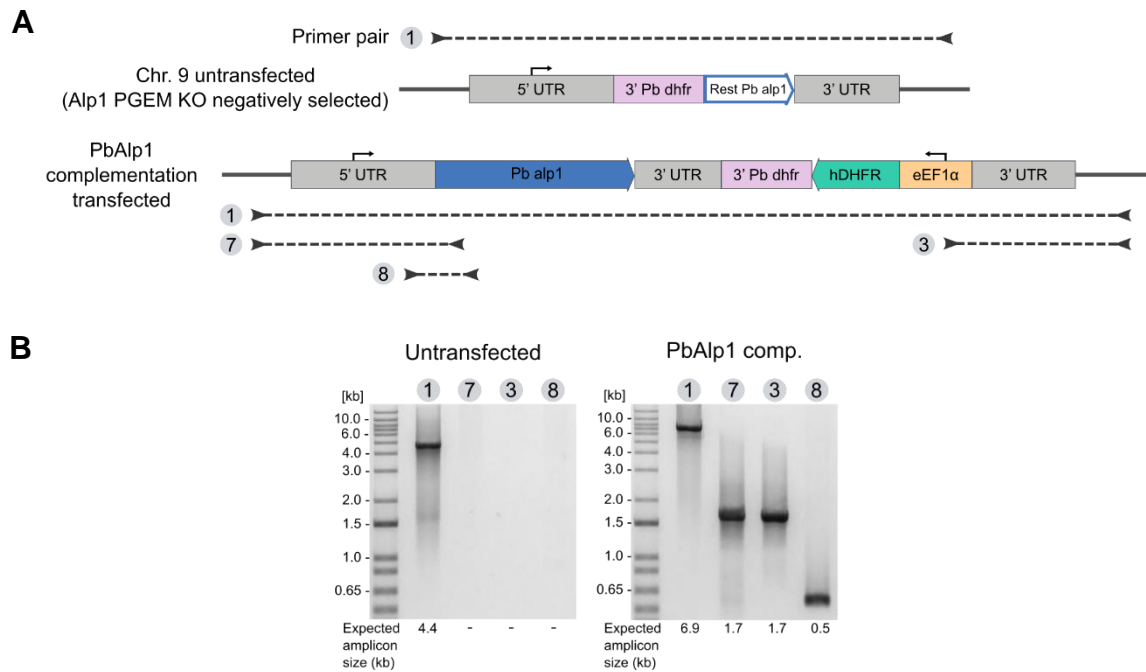 A
Primer pair 1
Chr. 9 untransfected
(Alp1 PGEM KO negatively selected)
5' UTR 3' Pb dhfr Rest Pb alp1 3' UTR
PbAlp1
complementation
transfected
5' UTR Pb alp1 3' UTR 3' Pb dhfr hDHFR eEF1α 3' UTR
1
7 3
8
B
Untransfected
[kb] 1 7 3 8
10.0 -
6.0 -
4.0 -
3.0 -
2.0 -
1.5 -
1.0 -
0.65 -
Expected 4.4 - - -
amplicon
size (kb)
PbAlp1 comp.
[kb] 1 7 3 8
10.0 -
6.0 -
4.0 -
3.0 -
2.0 -
1.5 -
1.0 -
0.65 -
Expected 6.9 1.7 1.7 0.5
amplicon
size (kb)